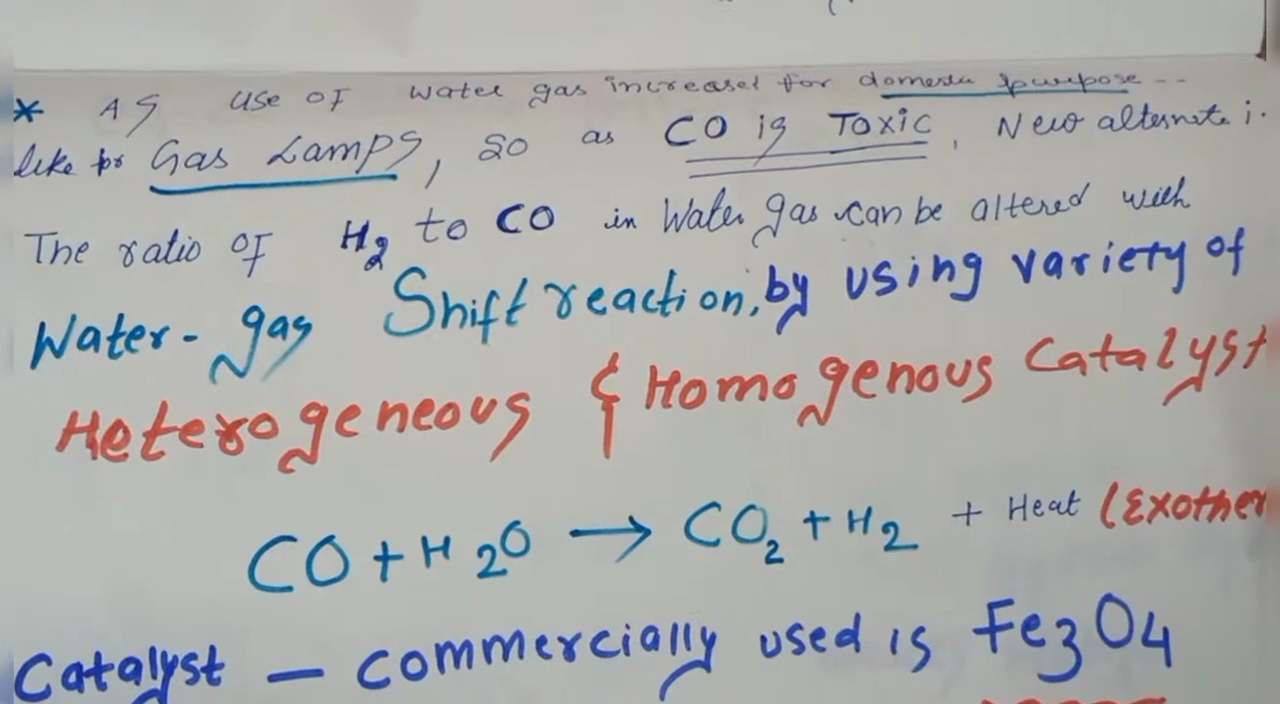 * AS use OF water gas increased for domestic purpose --
like for Gas Lamps, so as CO is Toxic, New alternate i.
The ratio OF H₂ to CO in Water gas can be altered with
Water-gas Shift reaction, by using variety of
Heterogeneous & Homogenous Catalyst
CO + H₂O → CO₂ + H₂ + Heat (Exother
Catalyst — commercially used is Fe₃O₄